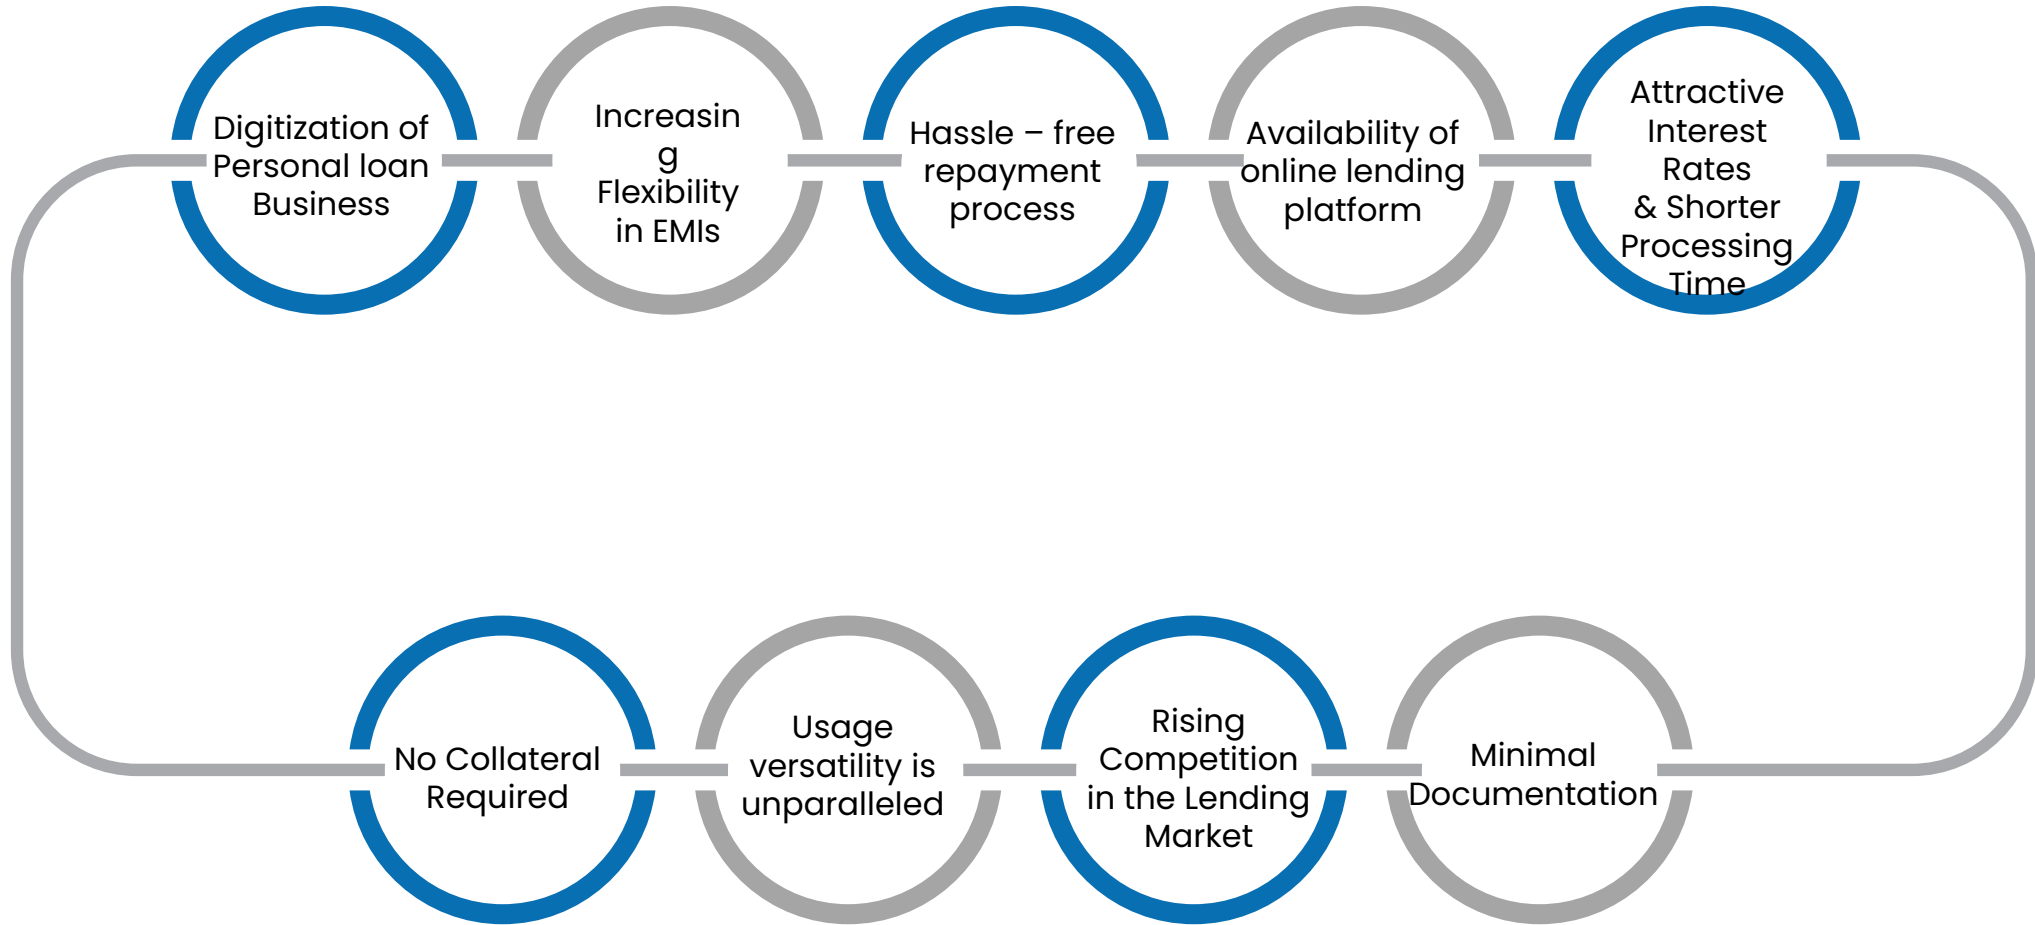 Digitization of
Personal loan
Business
Increasin
g
Flexibility
in EMIs
Hassle – free
repayment
process
Availability of
online lending
platform
Attractive
Interest
Rates
& Shorter
Processing
Time
No Collateral
Required
Usage
versatility is
unparalleled
Rising
Competition
in the Lending
Market
Minimal
Documentation